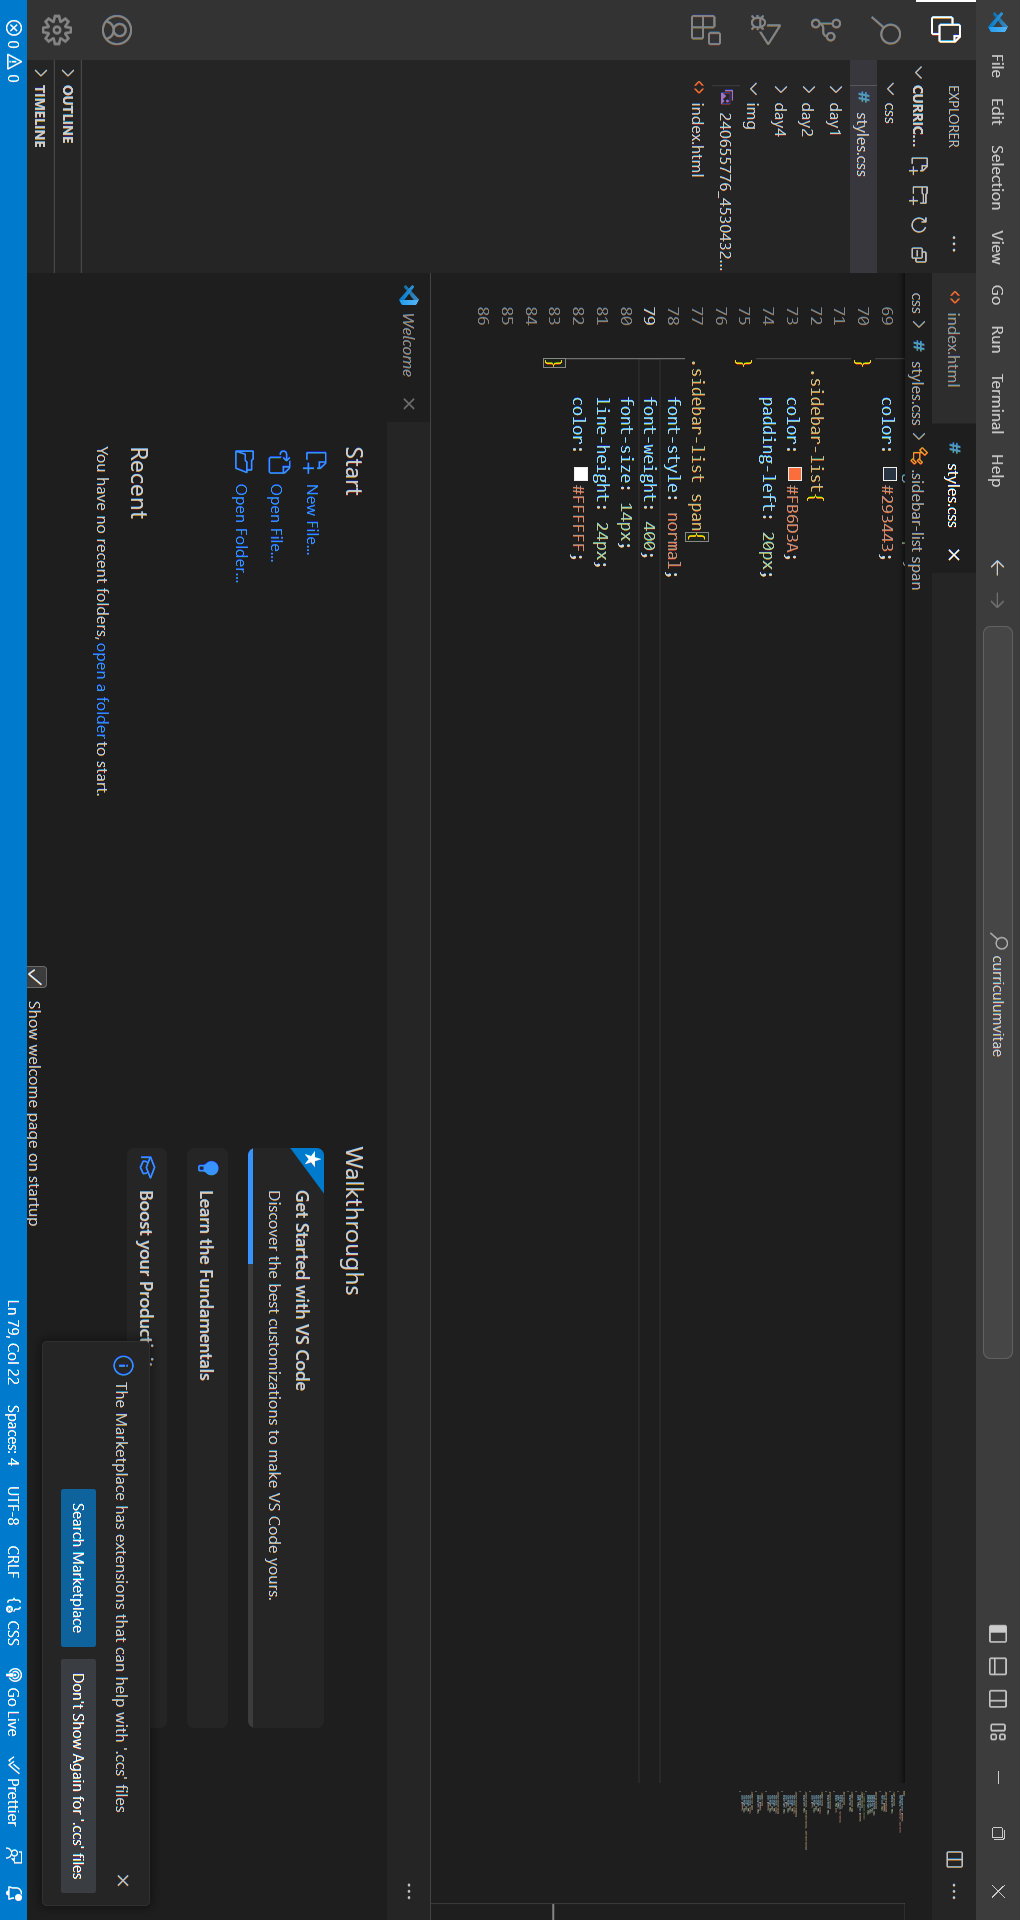 File Edit Selection View Go Run Terminal Help
curriculumvitae
EXPLORER
CURRIC...
css
# styles.css
day1
day2
day4
img
240655776_4530432...
<> index.html
OUTLINE
TIMELINE
<> index.html
# styles.css
css > # styles.css > .sidebar-list span
69 color: #293443;
70 }
71
72 .sidebar-list{
73 color: #FB6D3A;
74 padding-left: 20px;
75 }
76
77 .sidebar-list span{
78 font-style: normal;
79 font-weight: 400;
80 font-size: 14px;
81 line-height: 24px;
82 color: #FFFFFF;
83 }
84
85
86
Welcome
Start
New File...
Open File...
Open Folder...
Recent
You have no recent folders, open a folder to start.
Walkthroughs
Get Started with VS Code
Discover the best customizations to make VS Code yours.
Learn the Fundamentals
Boost your Product
Show welcome page on startup
The Marketplace has extensions that can help with '.ccs' files
Search Marketplace
Don't Show Again for '.ccs' files
0 0
Ln 79, Col 22
Spaces: 4
UTF-8
CRLF
{} CSS
Go Live
Prettier